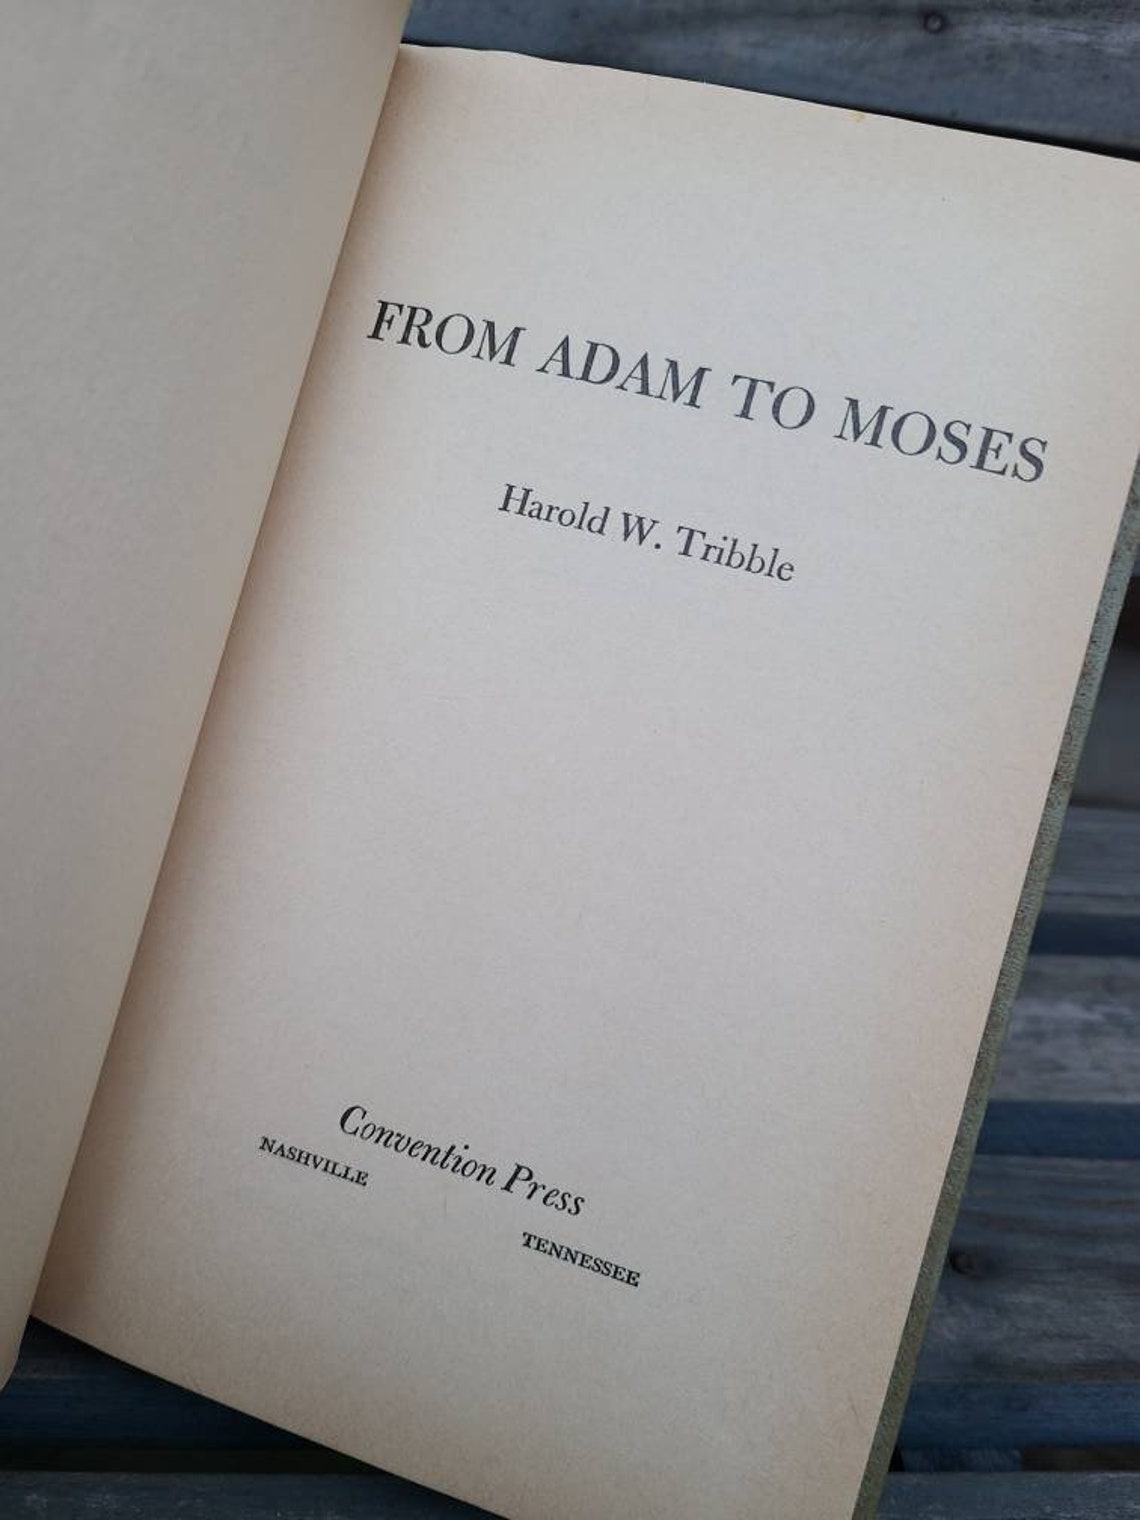 FROM ADAM TO MOSES
Harold W. Tribble
Convention Press
NASHVILLE
TENNESSEE